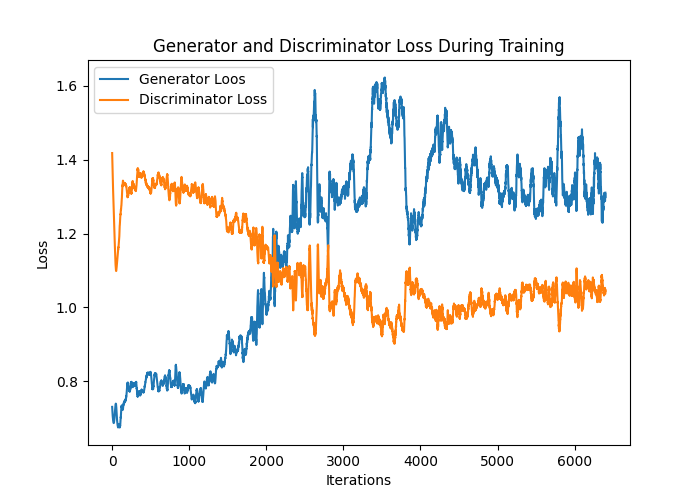 Generator and Discriminator Loss During Training
Generator Loos
Discriminator Loss
1.6
1.4
1.2
1.0
0.8
Loss
0
1000
2000
3000
4000
5000
6000
Iterations